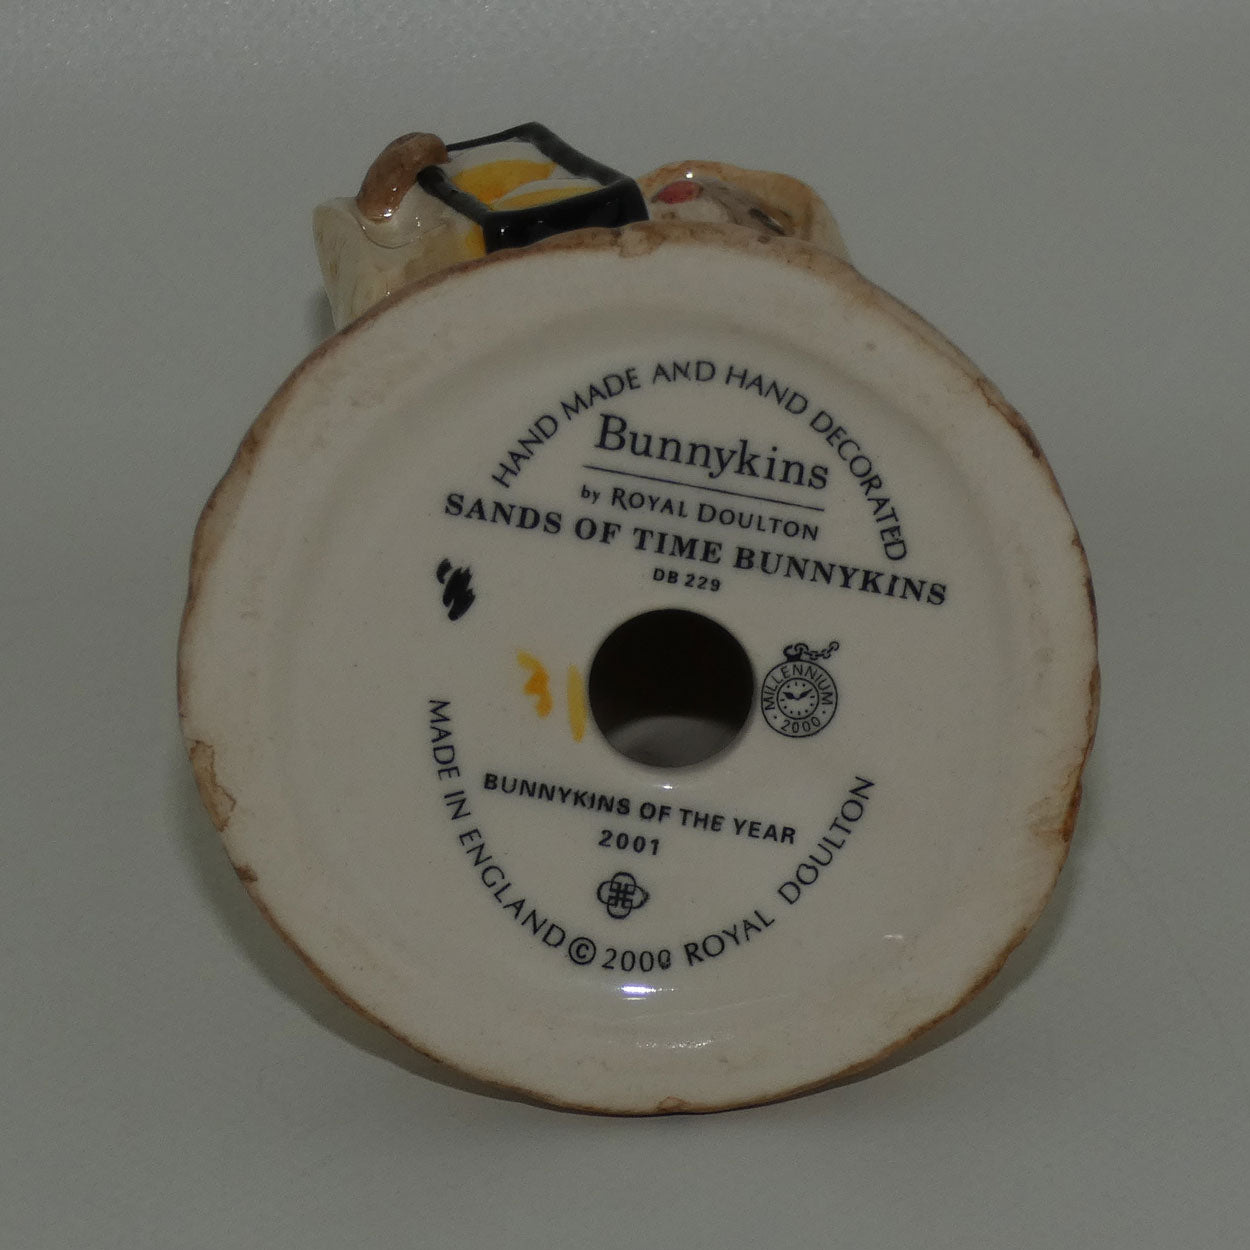 HAND MADE AND HAND DECORATED
Bunnykins
by ROYAL DOULTON
SANDS OF TIME BUNNYKINS
DB 229
MILLENNIUM
· 2000 ·
BUNNYKINS OF THE YEAR
2001
MADE IN ENGLAND © 2000 ROYAL DOULTON